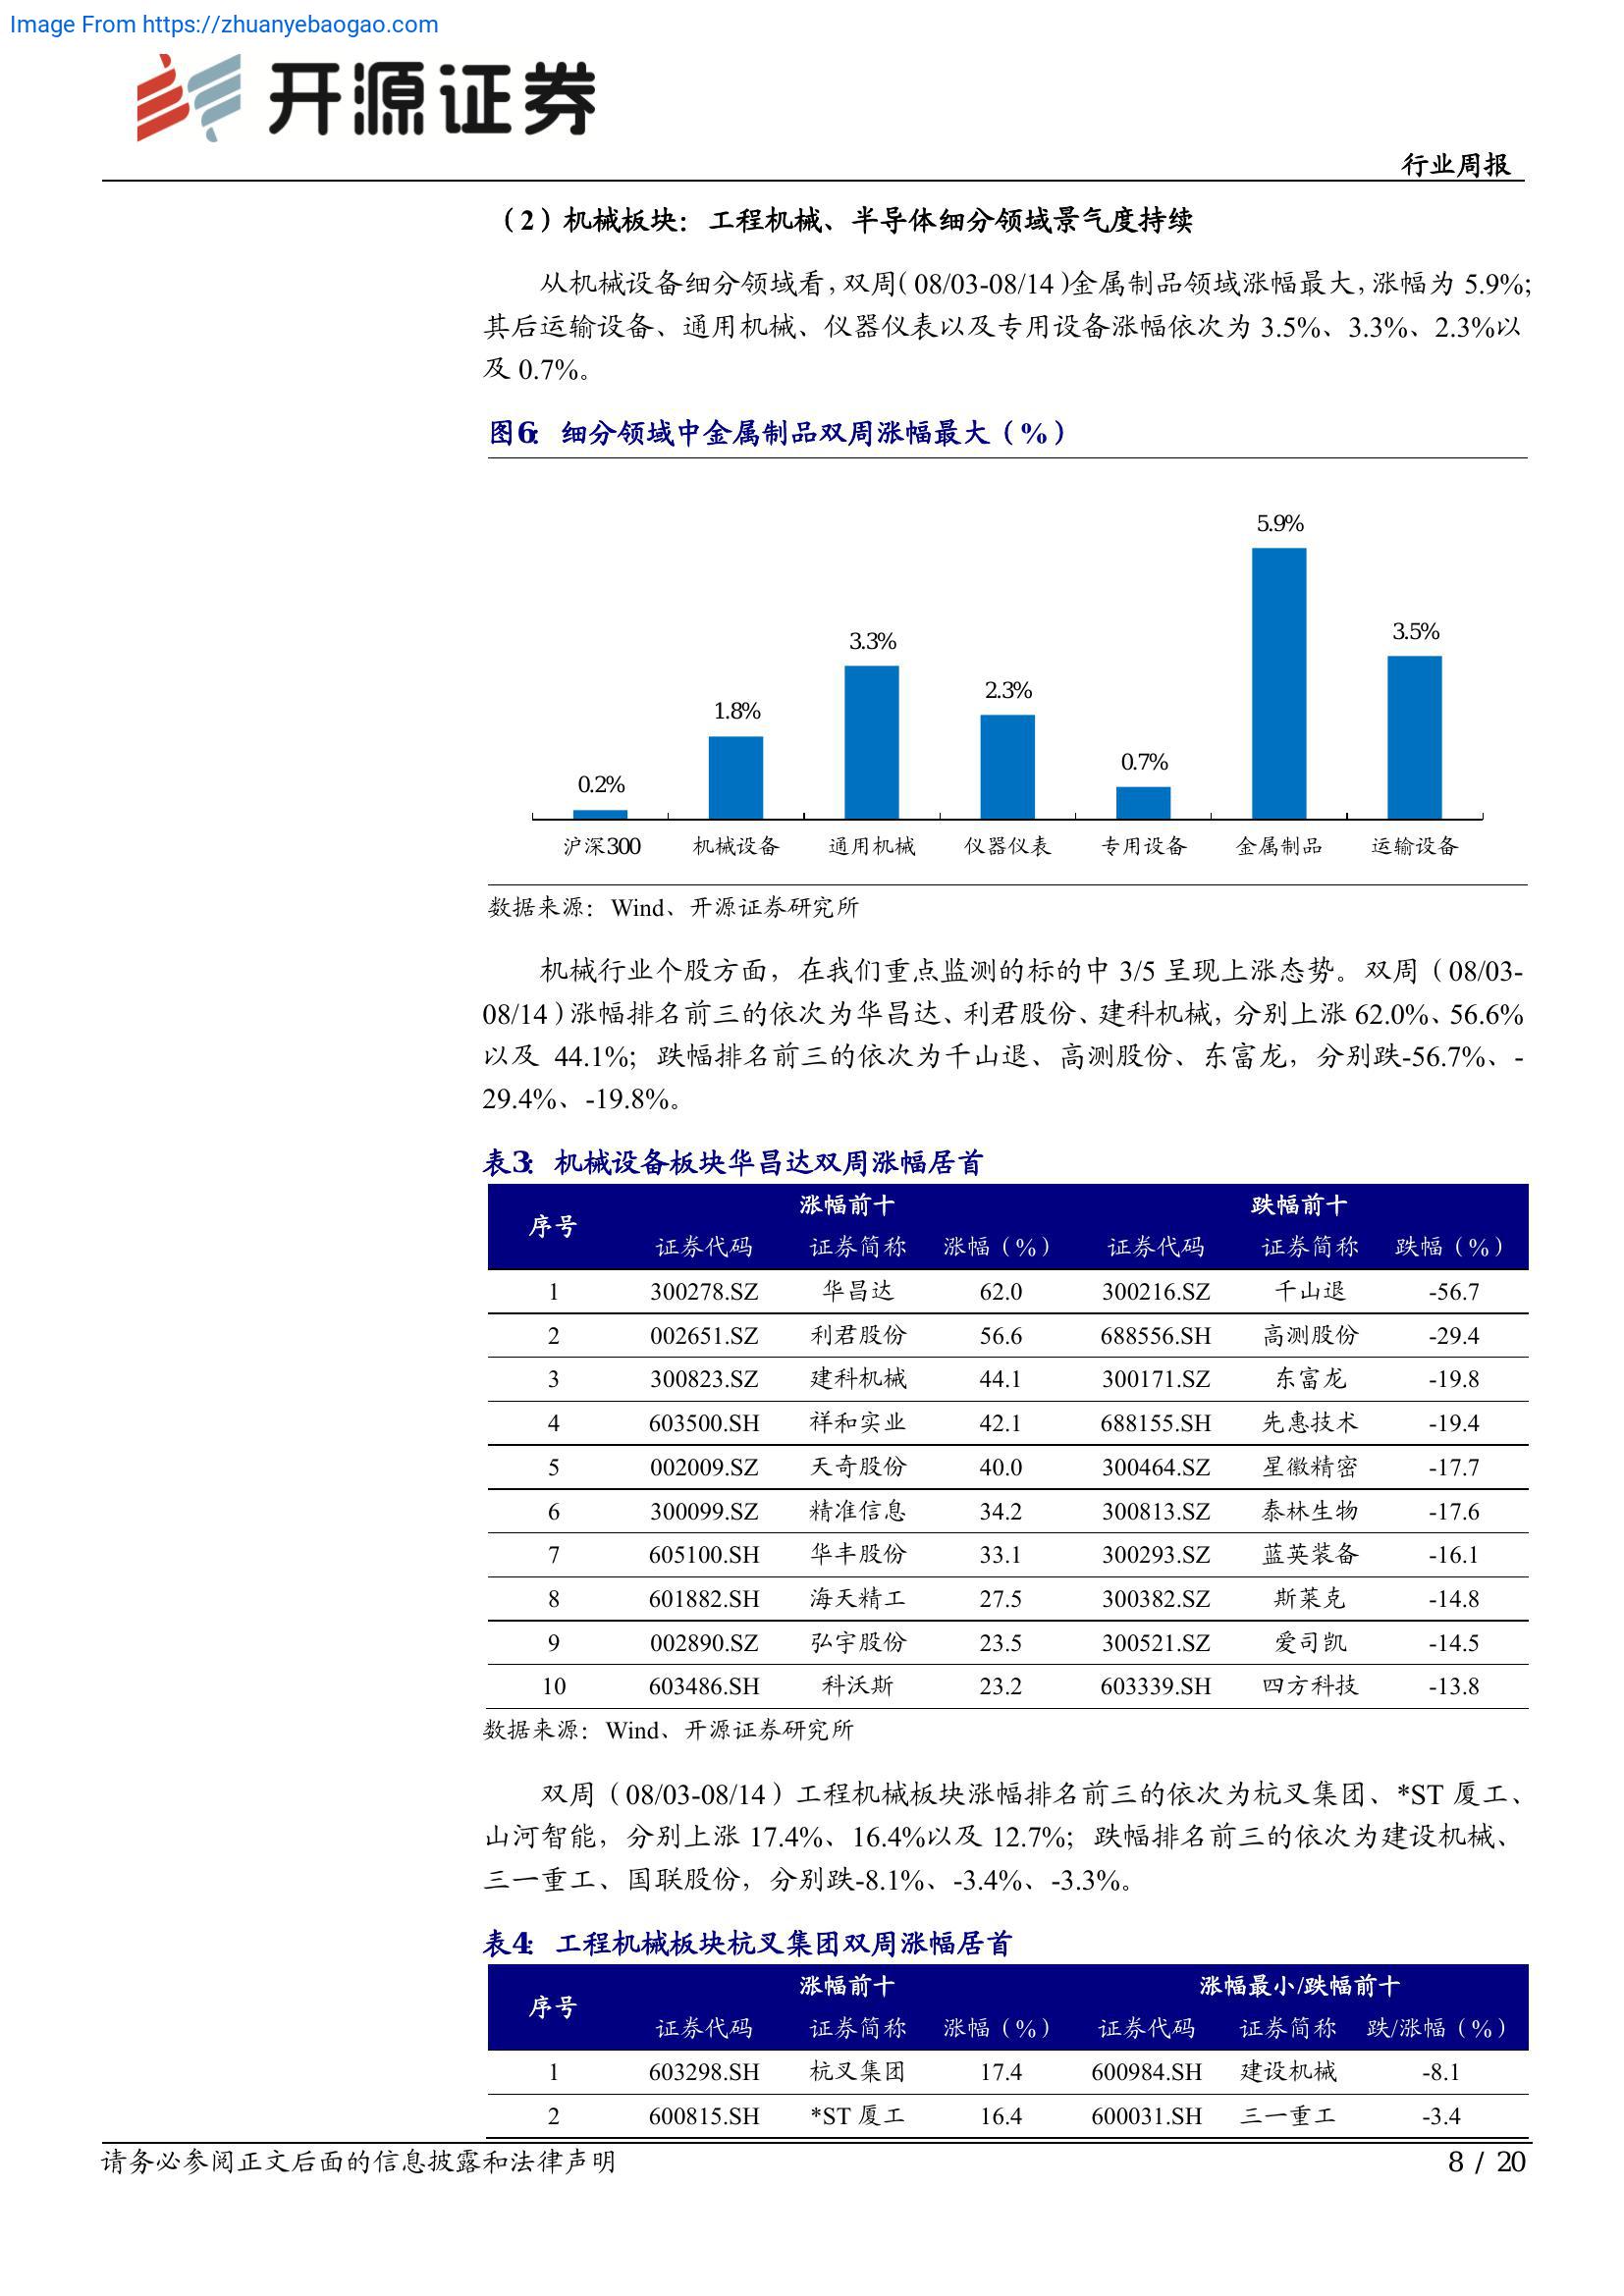 Image From https://zhuanyebaogao.com
开源证券
行业周报
（2）机械板块：工程机械、半导体细分领域景气度持续
从机械设备细分领域看，双周（08/03-08/14）金属制品领域涨幅最大，涨幅为 5.9%；
其后运输设备、通用机械、仪器仪表以及专用设备涨幅依次为 3.5%、3.3%、2.3%以
及 0.7%。
图6： 细分领域中金属制品双周涨幅最大（%）
5.9%
3.5%
3.3%
2.3%
1.8%
0.7%
0.2%
沪深300 机械设备 通用机械 仪器仪表 专用设备 金属制品 运输设备
数据来源：Wind、开源证券研究所
机械行业个股方面，在我们重点监测的标的中 3/5 呈现上涨态势。双周（08/03-
08/14）涨幅排名前三的依次为华昌达、利君股份、建科机械，分别上涨 62.0%、56.6%
以及 44.1%；跌幅排名前三的依次为千山退、高测股份、东富龙，分别跌-56.7%、-
29.4%、-19.8%。
表3： 机械设备板块华昌达双周涨幅居首
序号 涨幅前十 跌幅前十
证券代码 证券简称 涨幅（%） 证券代码 证券简称 跌幅（%）
1 300278.SZ 华昌达 62.0 300216.SZ 千山退 -56.7
2 002651.SZ 利君股份 56.6 688556.SH 高测股份 -29.4
3 300823.SZ 建科机械 44.1 300171.SZ 东富龙 -19.8
4 603500.SH 祥和实业 42.1 688155.SH 先惠技术 -19.4
5 002009.SZ 天奇股份 40.0 300464.SZ 星徽精密 -17.7
6 300099.SZ 精准信息 34.2 300813.SZ 泰林生物 -17.6
7 605100.SH 华丰股份 33.1 300293.SZ 蓝英装备 -16.1
8 601882.SH 海天精工 27.5 300382.SZ 斯莱克 -14.8
9 002890.SZ 弘宇股份 23.5 300521.SZ 爱司凯 -14.5
10 603486.SH 科沃斯 23.2 603339.SH 四方科技 -13.8
数据来源：Wind、开源证券研究所
双周（08/03-08/14）工程机械板块涨幅排名前三的依次为杭叉集团、*ST 厦工、
山河智能，分别上涨 17.4%、16.4%以及 12.7%；跌幅排名前三的依次为建设机械、
三一重工、国联股份，分别跌-8.1%、-3.4%、-3.3%。
表4： 工程机械板块杭叉集团双周涨幅居首
序号 涨幅前十 涨幅最小/跌幅前十
证券代码 证券简称 涨幅（%） 证券代码 证券简称 跌/涨幅（%）
1 603298.SH 杭叉集团 17.4 600984.SH 建设机械 -8.1
2 600815.SH *ST 厦工 16.4 600031.SH 三一重工 -3.4
请务必参阅正文后面的信息披露和法律声明 8 / 20